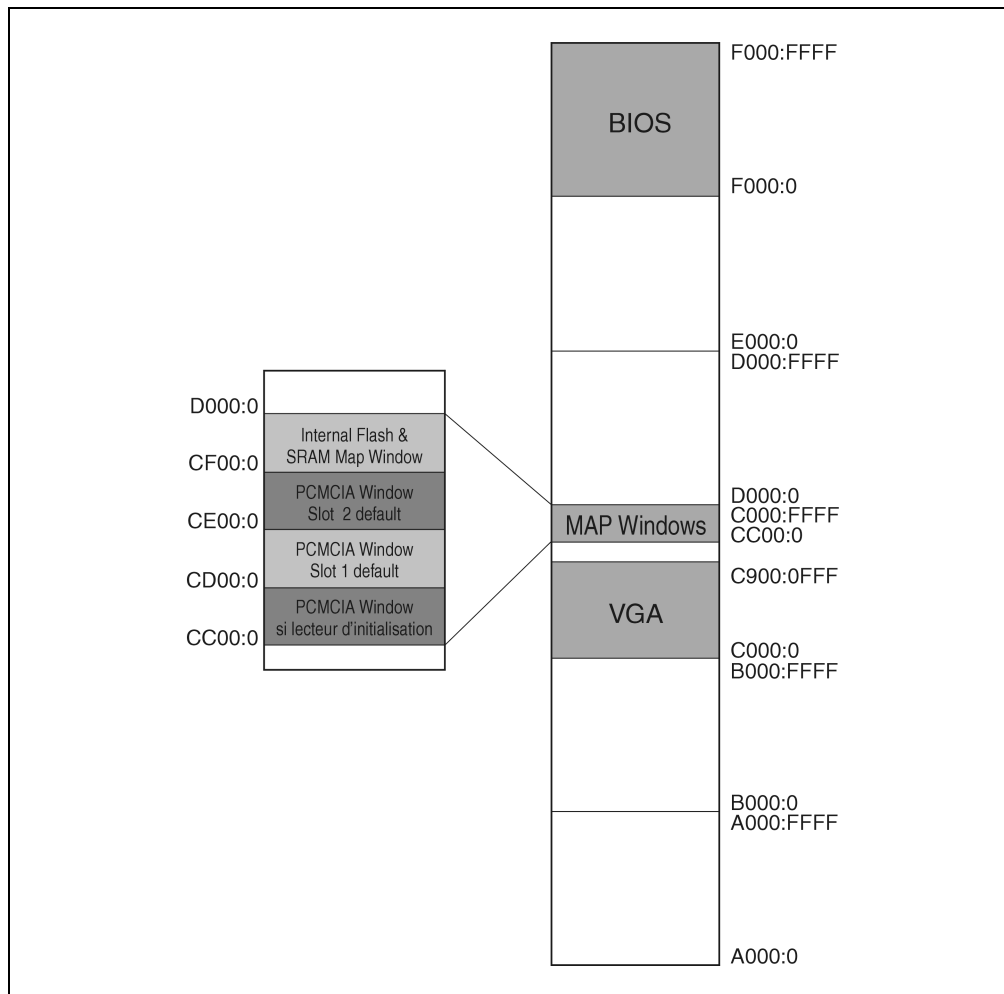 F000:FFFF
BIOS
F000:0
E000:0
D000:FFFF
D000:0
Internal Flash &
SRAM Map Window
CF00:0
PCMCIA Window
Slot 2 default
CE00:0
PCMCIA Window
Slot 1 default
CD00:0
PCMCIA Window
si lecteur d'initialisation
CC00:0
D000:0
C000:FFFF
MAP Windows
CC00:0
C900:0FFF
VGA
C000:0
B000:FFFF
B000:0
A000:FFFF
A000:0